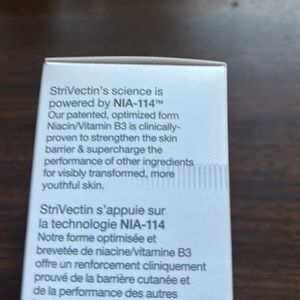 StriVectin's science is
powered by NIA-114™
Our patented, optimized form
Niacin/Vitamin B3 is clinically-
proven to strengthen the skin
barrier & supercharge the
performance of other ingredients
for visibly transformed, more
youthful skin.
StriVectin s'appuie sur
la technologie NIA-114
Notre forme optimisée et
brevetée de niacine/vitamine B3
offre un renforcement cliniquement
prouvé de la barrière cutanée et
de la performance des autres